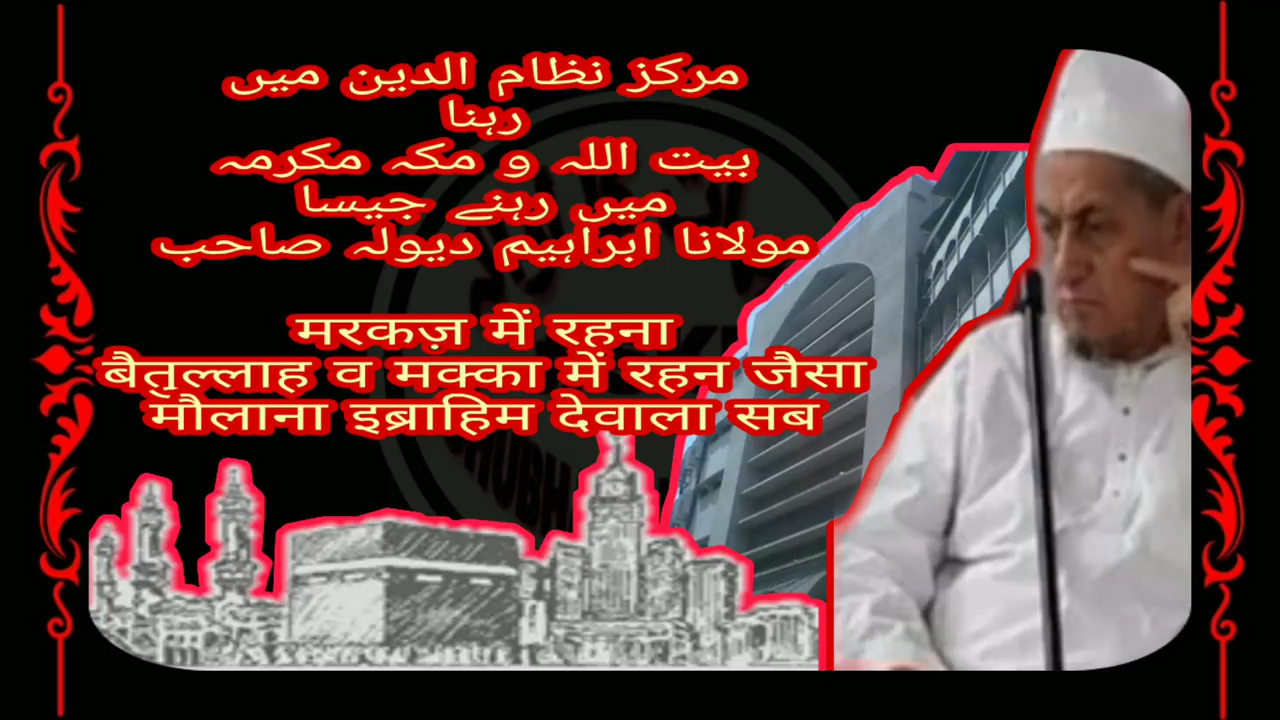 مرکز نظام الدین میں
رہنا
بیت اللہ و مکہ مکرمہ
میں رہنے جیسا
مولانا ابراہیم دیولہ صاحب
मरकज़ में रहना
बैतुल्लाह व मक्का में रहन जैसा
मौलाना इब्राहिम देवाला सब